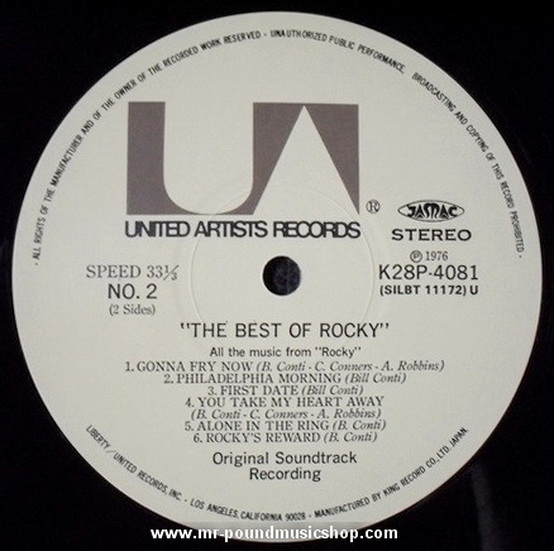 - ALL RIGHTS OF THE MANUFACTURER AND OF THE OWNER OF THE RECORDED WORK RESERVED - UNAUTHORIZED PUBLIC PERFORMANCE, BROADCASTING AND COPYING OF THIS RECORD PROHIBITED -
UA
UNITED ARTISTS RECORDS ®
JASRAC
STEREO
SPEED 33⅓
NO. 2
(2 Sides)
Ⓟ 1976
K28P-4081
(SILBT 11172) U
"THE BEST OF ROCKY"
All the music from "Rocky"
1. GONNA FRY NOW (B. Conti - C. Conners - A. Robbins)
2. PHILADELPHIA MORNING (Bill Conti)
3. FIRST DATE (Bill Conti)
4. YOU TAKE MY HEART AWAY
(B. Conti - C. Conners - A. Robbins)
5. ALONE IN THE RING (B. Conti)
6. ROCKY'S REWARD (B. Conti)
Original Soundtrack
Recording
LIBERTY/UNITED RECORDS, INC. - LOS ANGELES, CALIFORNIA 90028 - MANUFACTURED BY KING RECORD CO., LTD. JAPAN.
www.mr-poundmusicshop.com